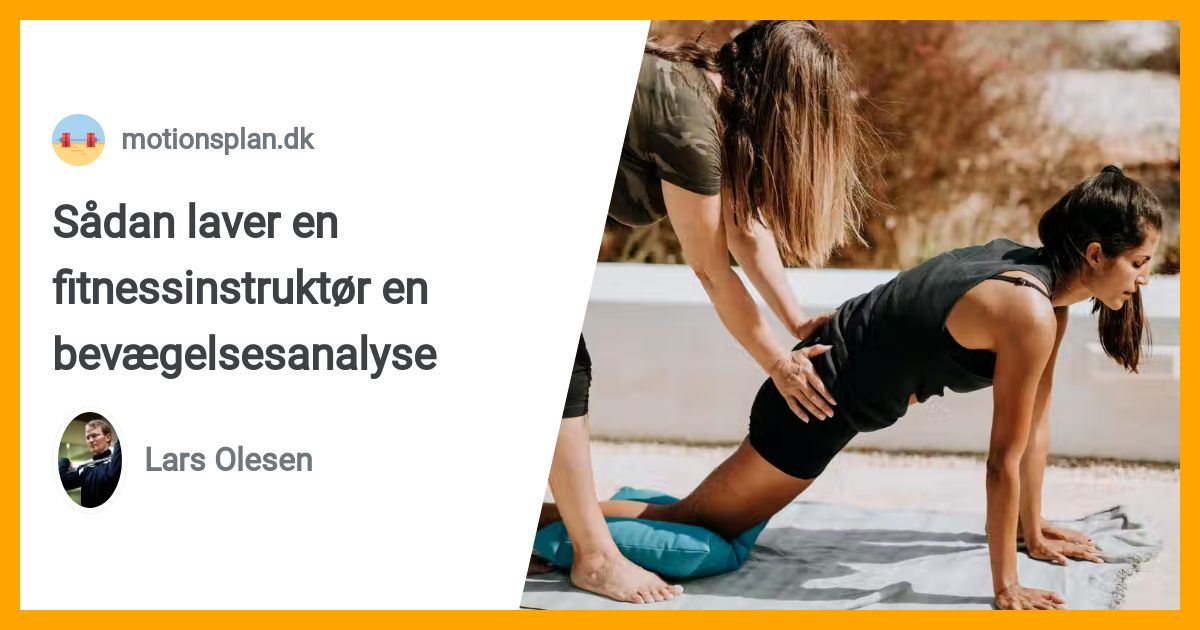 motionsplan.dk
Sådan laver en
fitnessinstruktør en
bevægelsesanalyse
Lars Olesen